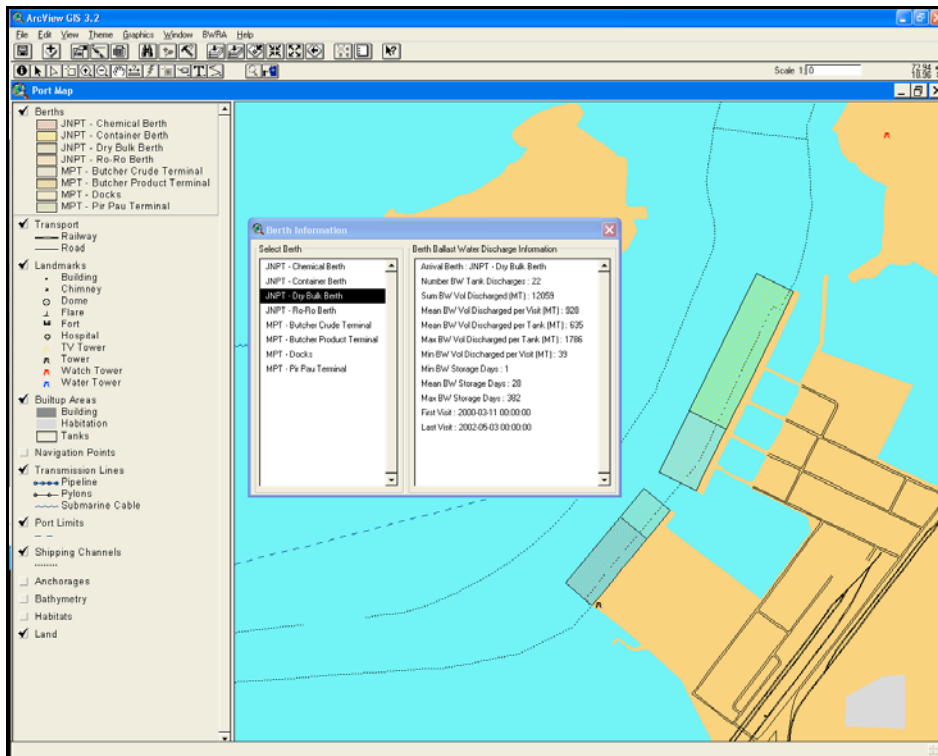 ArcView GIS 3.2
File Edit View Theme Graphics Window BWRA Help
Scale 1: 0
72.94
18.96
Port Map
Berths
JNPT - Chemical Berth
JNPT - Container Berth
JNPT - Dry Bulk Berth
JNPT - Ro-Ro Berth
MPT - Butcher Crude Terminal
MPT - Butcher Product Terminal
MPT - Docks
MPT - Pir Pau Terminal
Transport
Railway
Road
Landmarks
Building
Chimney
Dome
Flare
Fort
Hospital
TV Tower
Tower
Watch Tower
Water Tower
Builtup Areas
Building
Habitation
Tanks
Navigation Points
Transmission Lines
Pipeline
Pylons
Submarine Cable
Port Limits
Shipping Channels
Anchorages
Bathymetry
Habitats
Land
Berth Information
Select Berth
JNPT - Chemical Berth
JNPT - Container Berth
JNPT - Dry Bulk Berth
JNPT - Ro-Ro Berth
MPT - Butcher Crude Terminal
MPT - Butcher Product Terminal
MPT - Docks
MPT - Pir Pau Terminal
Berth Ballast Water Discharge Information
Arrival Berth : JNPT - Dry Bulk Berth
Number BW Tank Discharges : 22
Sum BW Vol Discharged (MT) : 12059
Mean BW Vol Discharged per Visit (MT) : 928
Mean BW Vol Discharged per Tank (MT) : 635
Max BW Vol Discharged per Tank (MT) : 1786
Min BW Vol Discharged per Visit (MT) : 39
Min BW Storage Days : 1
Mean BW Storage Days : 28
Max BW Storage Days : 382
First Visit : 2000-03-11 00:00:00
Last Visit : 2002-05-03 00:00:00